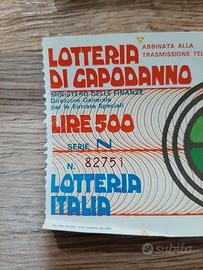 LOTTERIA
DI CAPODANNO
ABBINATA ALLA
TRASMISSIONE TEL
MINISTERO DELLE FINANZE
Direzione Generale
per le Entrate Speciali
LIRE 500
SERIE Z
N. 82751
LOTTERIA
ITALIA
subito